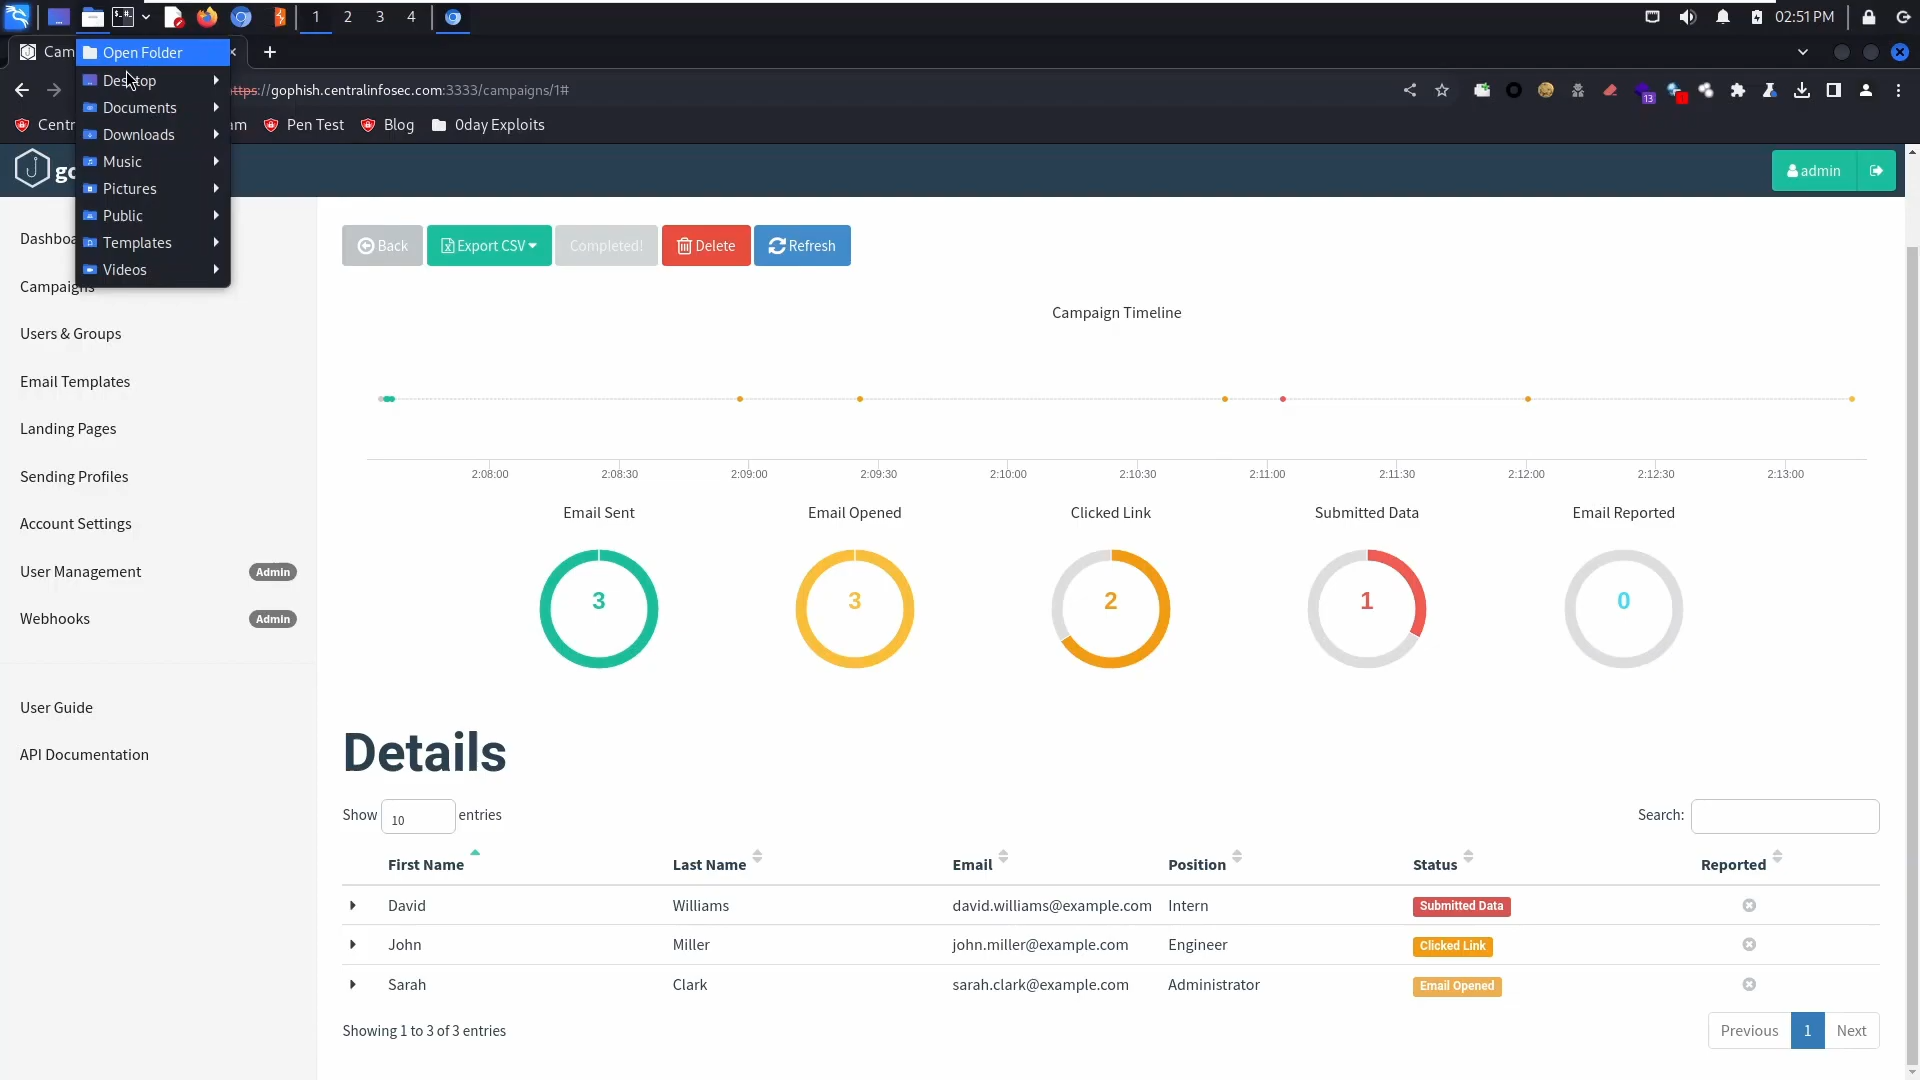 1 2 3 4 02:51 PM
Cam
Open Folder
Desktop
Documents
Downloads
Music
Pictures
Public
Templates
Videos
https://gophish.centralinfosec.com:3333/campaigns/1#
13
Centr am Pen Test Blog 0day Exploits
go admin
Dashboa
Campaigns
Users & Groups
Email Templates
Landing Pages
Sending Profiles
Account Settings
User Management Admin
Webhooks Admin
User Guide
API Documentation
Back Export CSV Completed! Delete Refresh
Campaign Timeline
2:08:00 2:08:30 2:09:00 2:09:30 2:10:00 2:10:30 2:11:00 2:11:30 2:12:00 2:12:30 2:13:00
Email Sent Email Opened Clicked Link Submitted Data Email Reported
3 3 2 1 0
Details
Show 10 entries Search:
First Name Last Name Email Position Status Reported
David Williams david.williams@example.com Intern Submitted Data
John Miller john.miller@example.com Engineer Clicked Link
Sarah Clark sarah.clark@example.com Administrator Email Opened
Showing 1 to 3 of 3 entries Previous 1 Next